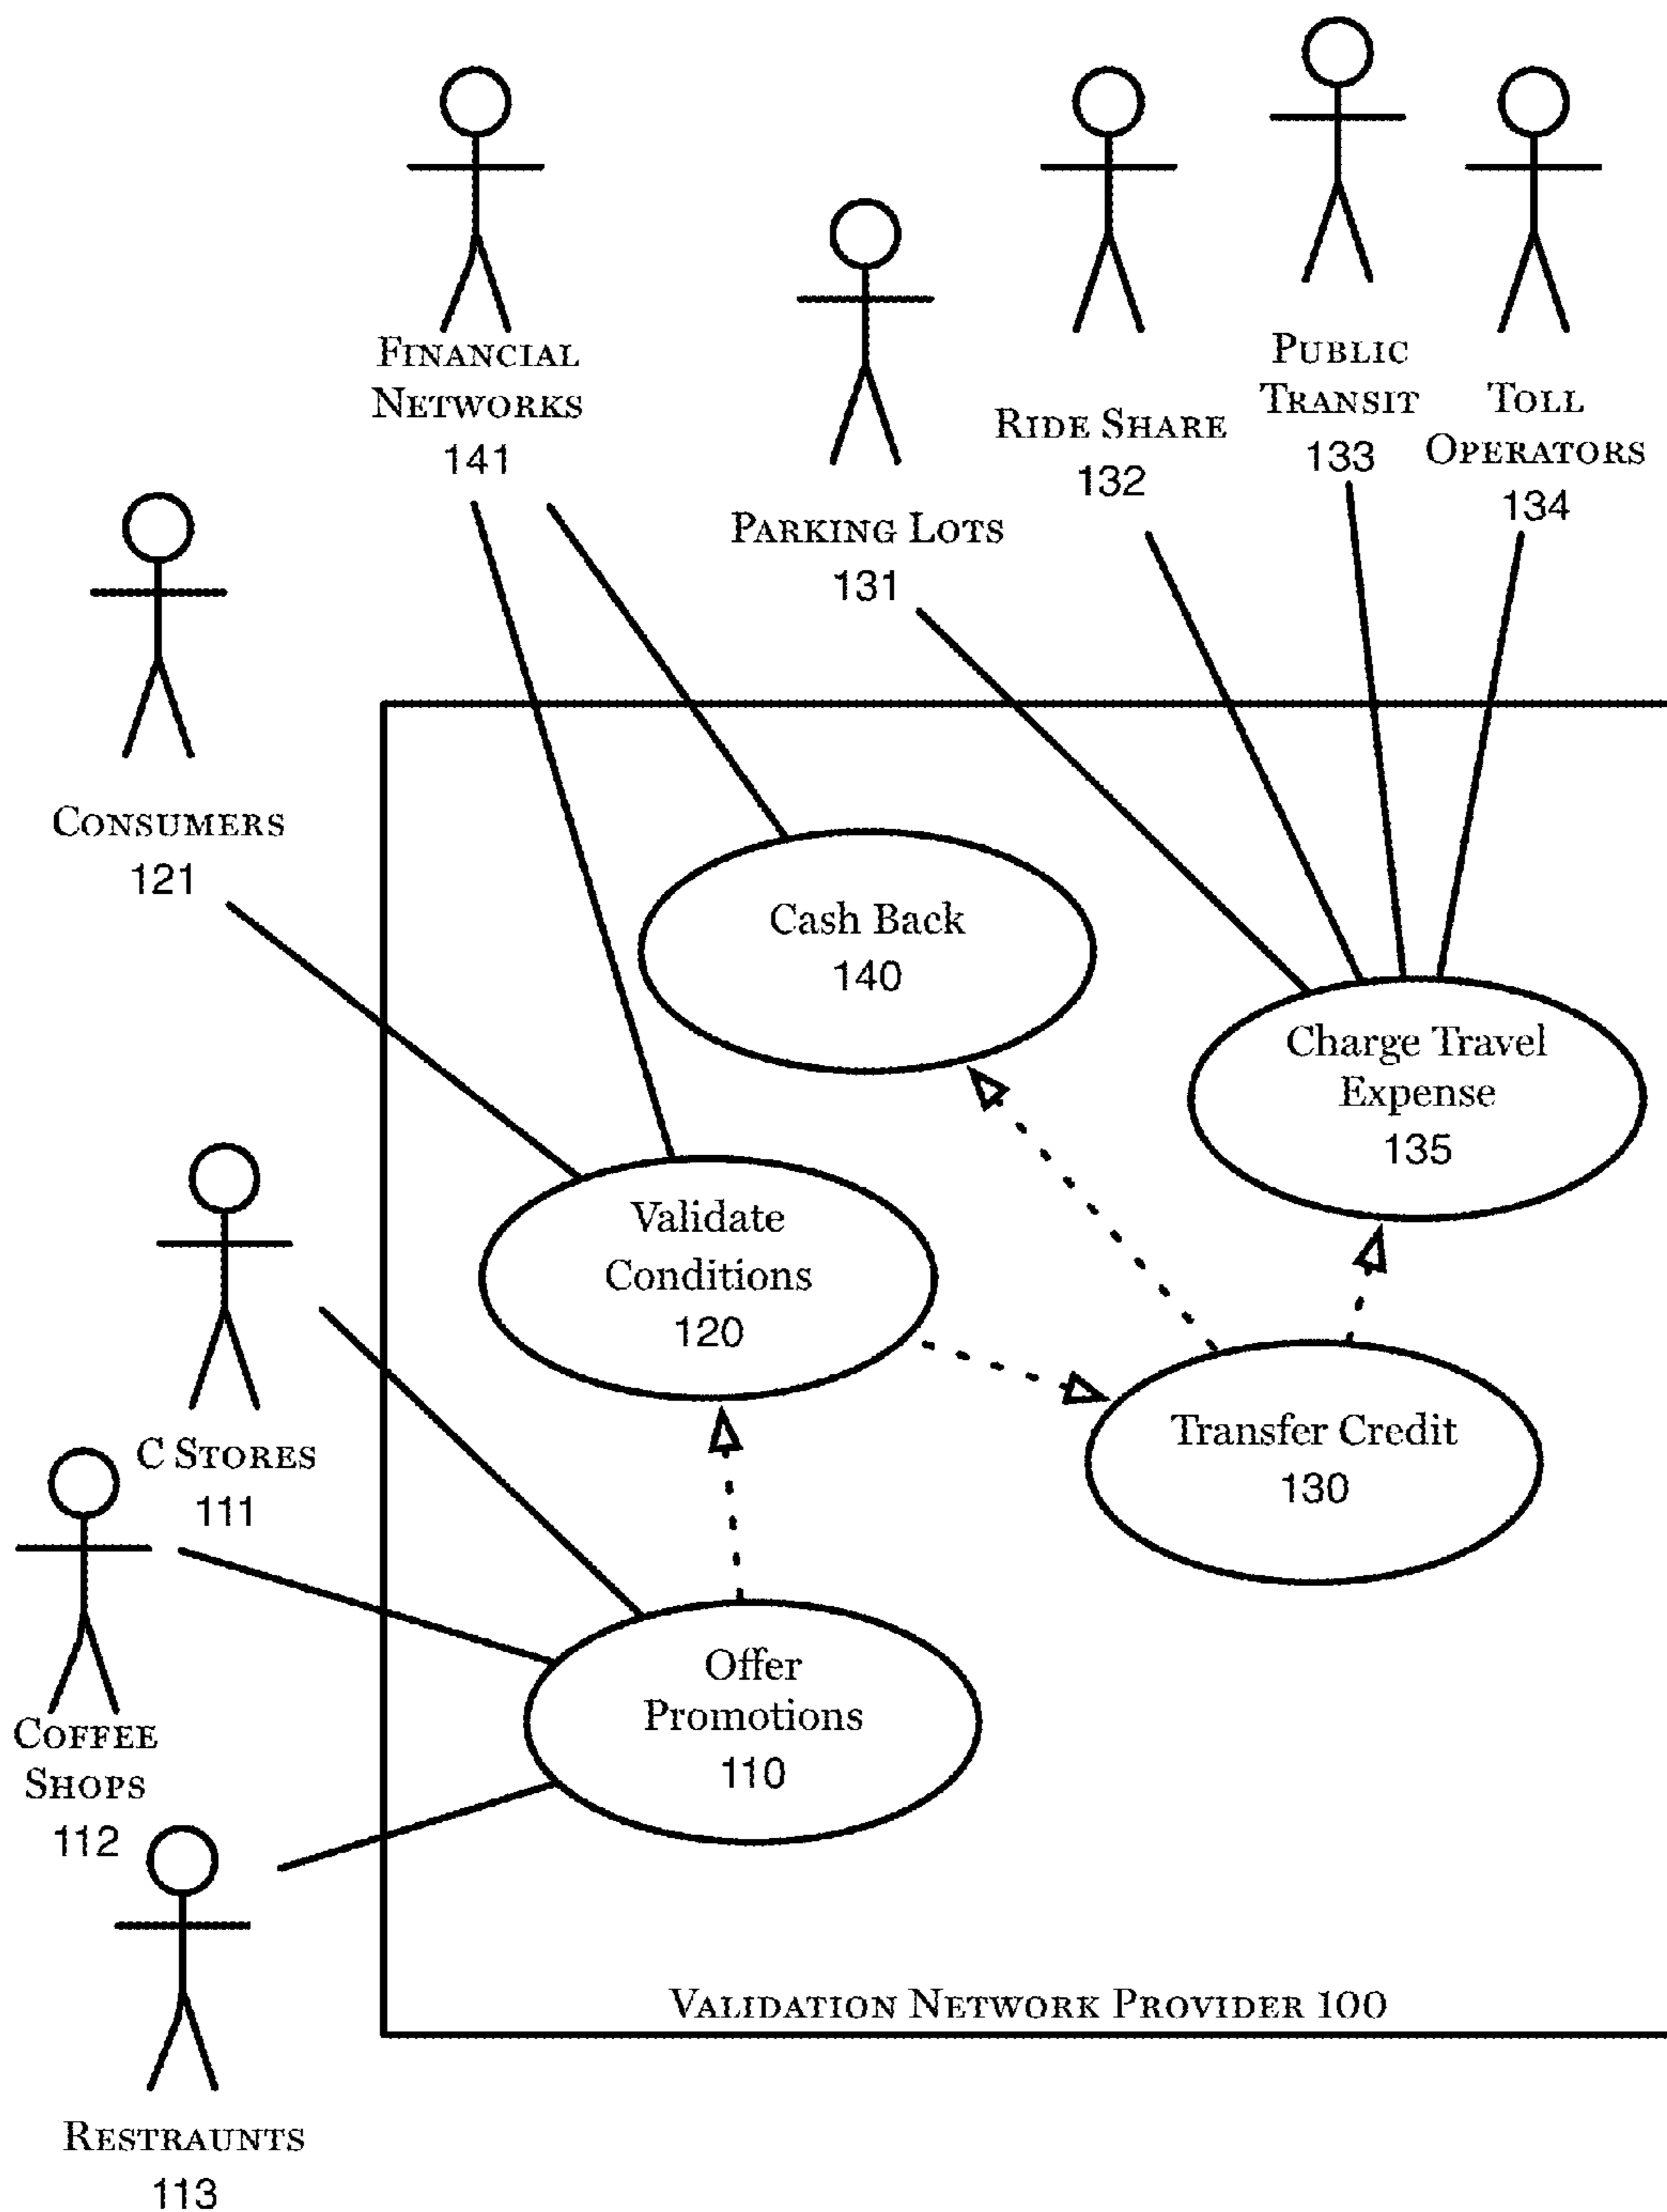 FINANCIAL
NETWORKS
141
PARKING LOTS
131
RIDE SHARE
132
PUBLIC
TRANSIT
133
TOLL
OPERATORS
134
CONSUMERS
121
Cash Back
140
Charge Travel
Expense
135
Validate
Conditions
120
Transfer Credit
130
C STORES
111
COFFEE
SHOPS
112
Offer
Promotions
110
RESTRAUNTS
113
VALIDATION NETWORK PROVIDER 100